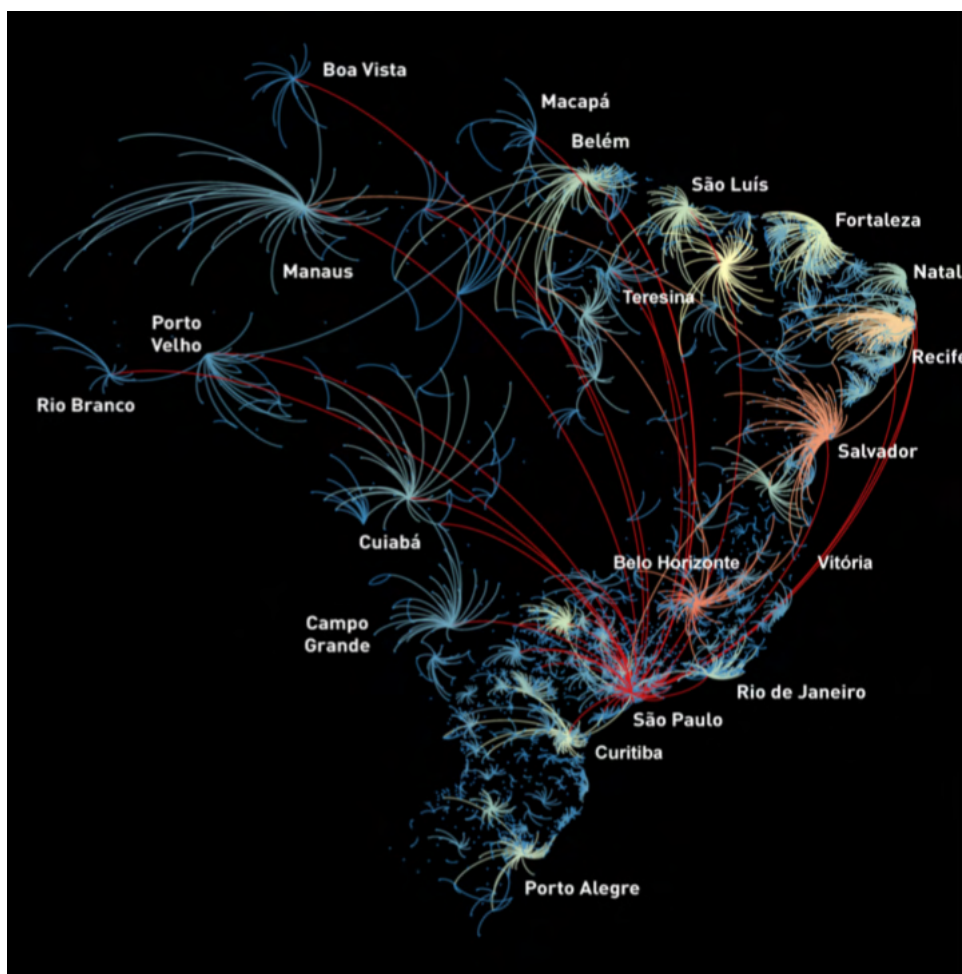 Boa Vista
Macapá
Belém
São Luís
Fortaleza
Manaus
Natal
Teresina
Porto
Velho
Recife
Rio Branco
Salvador
Cuiabá
Belo Horizonte
Vitória
Campo
Grande
Rio de Janeiro
São Paulo
Curitiba
Porto Alegre